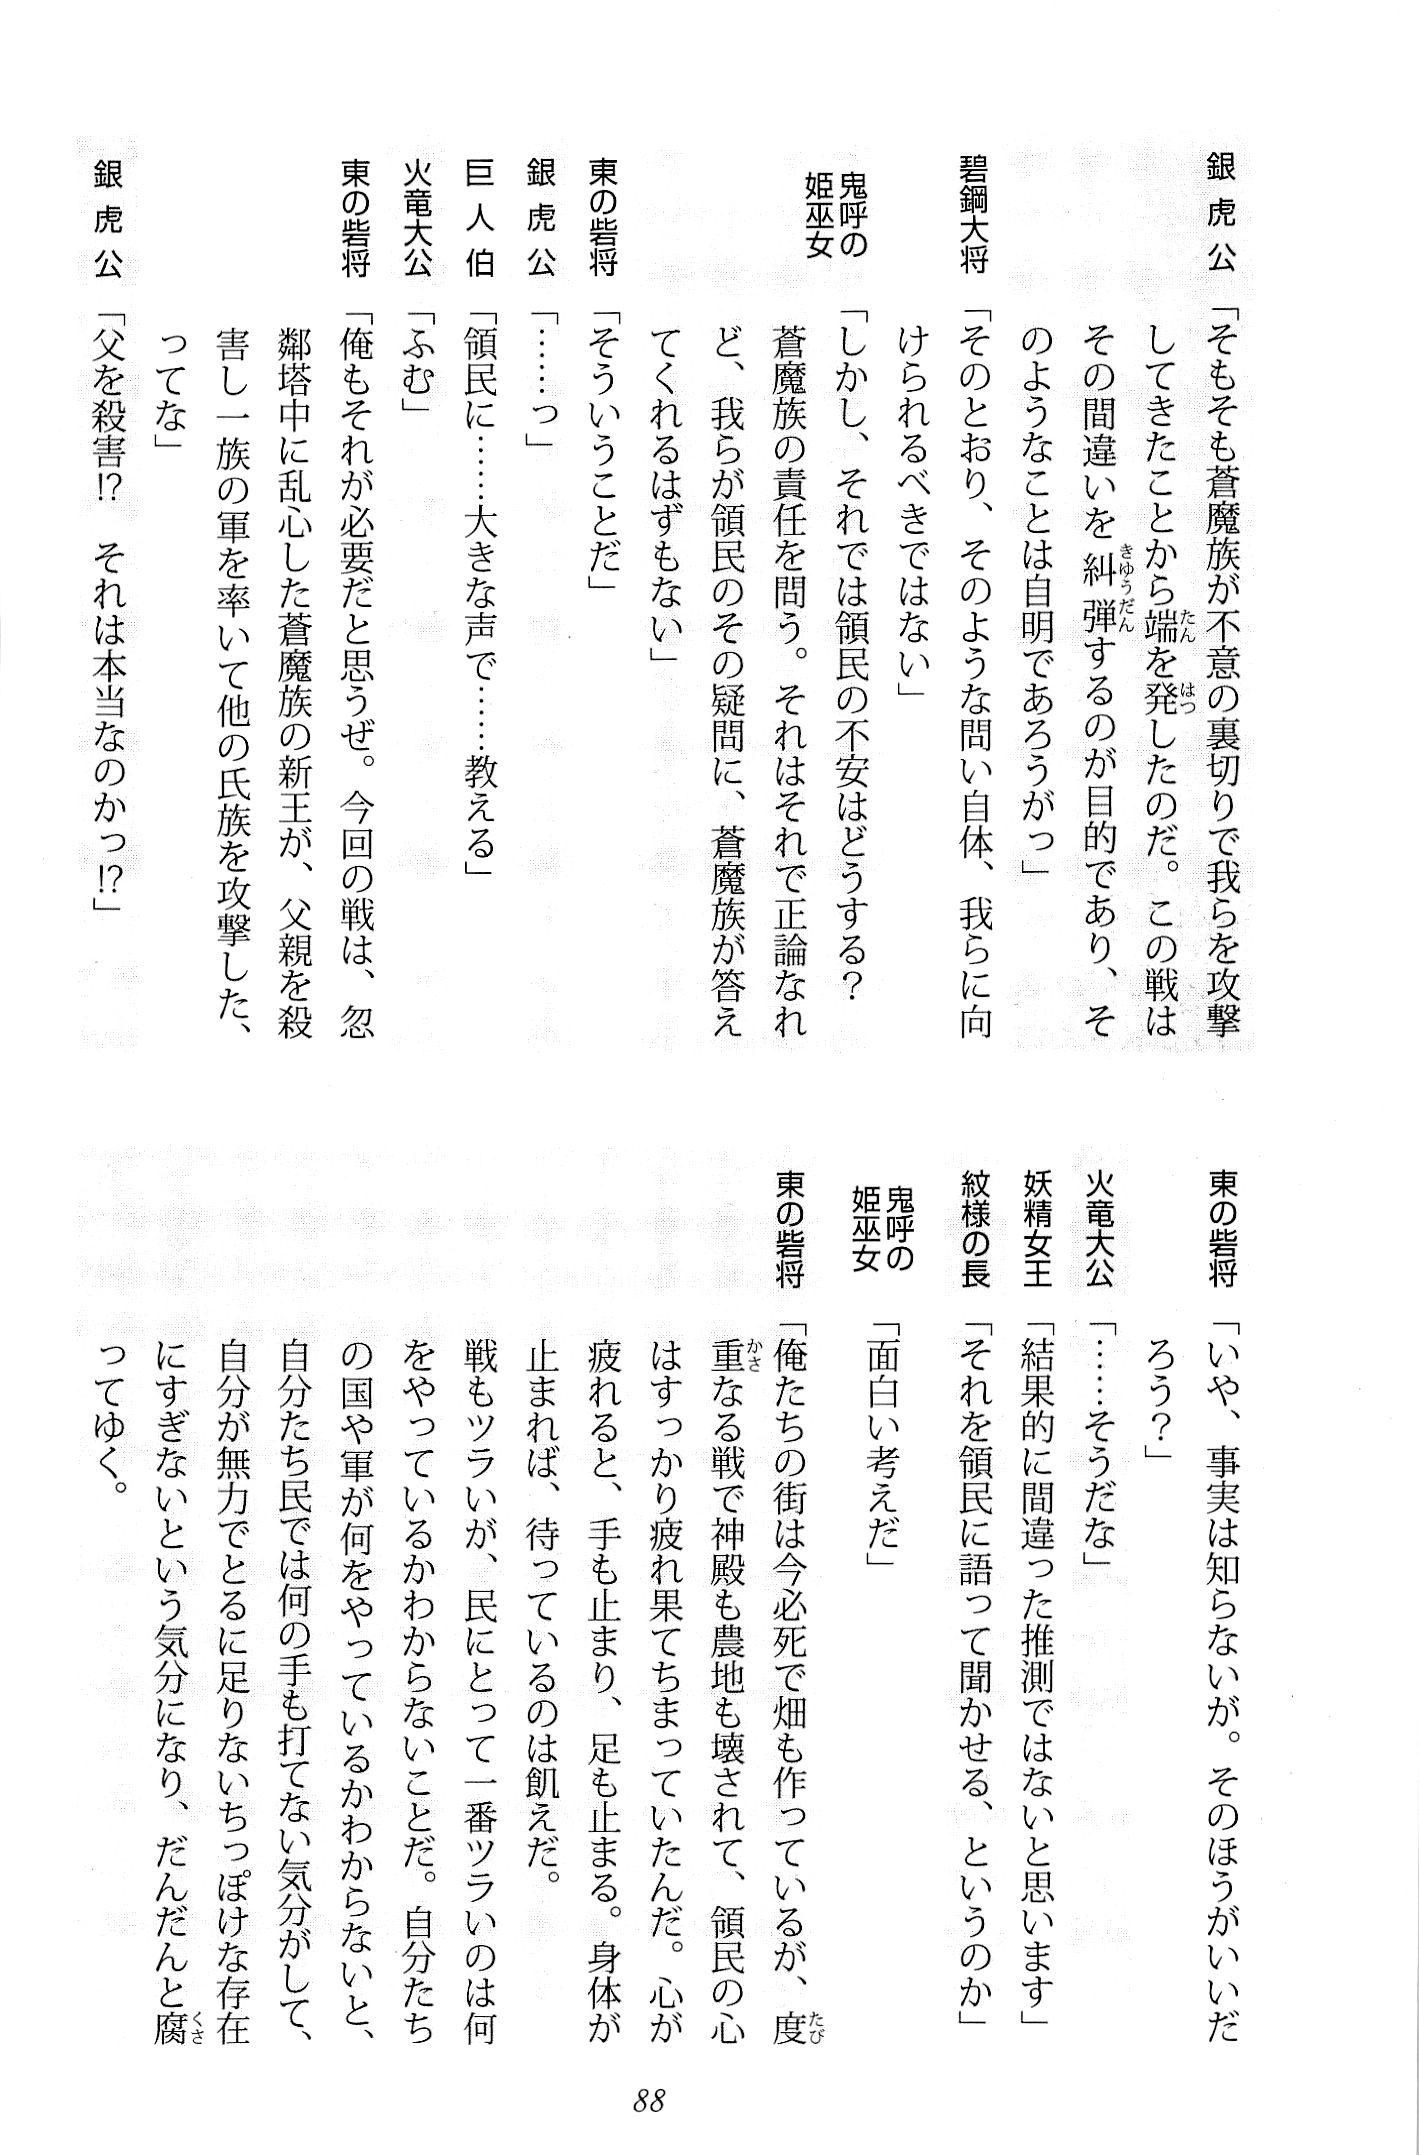 銀虎公「そもそも蒼魔族が不意の裏切りで我らを攻撃
してきたことから端を発したのだ。この戦は
その間違いを糾弾するのが目的であり、そ
のようなことは自明であろうがっ」
碧鋼大将「そのとおり、そのような問い自体、我らに向
けられるべきではない」
鬼呼の姫巫女「しかし、それでは領民の不安はどうする？
蒼魔族の責任を問う。それはそれで正論なれ
ど、我らが領民のその疑問に、蒼魔族が答え
てくれるはずもない」
東の砦将「そういうことだ」
銀虎公「……っ」
巨人伯「領民に……大きな声で……教える」
火竜大公「ふむ」
東の砦将「俺もそれが必要だと思うぜ。今回の戦は、忽
鄰塔中に乱心した蒼魔族の新王が、父親を殺
害し一族の軍を率いて他の氏族を攻撃した、
ってな」
銀虎公「父を殺害!?　それは本当なのかっ!?」
東の砦将「いや、事実は知らないが。そのほうがいいだ
ろう？」
火竜大公「……そうだな」
妖精女王「結果的に間違った推測ではないと思います」
紋様の長「それを領民に語って聞かせる、というのか」
鬼呼の姫巫女「面白い考えだ」
東の砦将「俺たちの街は今必死で畑も作っているが、度
重なる戦で神殿も農地も壊されて、領民の心
はすっかり疲れ果てちまっていたんだ。心が
疲れると、手も止まり、足も止まる。身体が
止まれば、待っているのは飢えだ。
戦もツラいが、民にとって一番ツラいのは何
をやっているかわからないことだ。自分たち
の国や軍が何をやっているかわからないと、
自分たち民では何の手も打てない気分がして、
自分が無力でとるに足りないちっぽけな存在
にすぎないという気分になり、だんだんと腐
ってゆく。
88